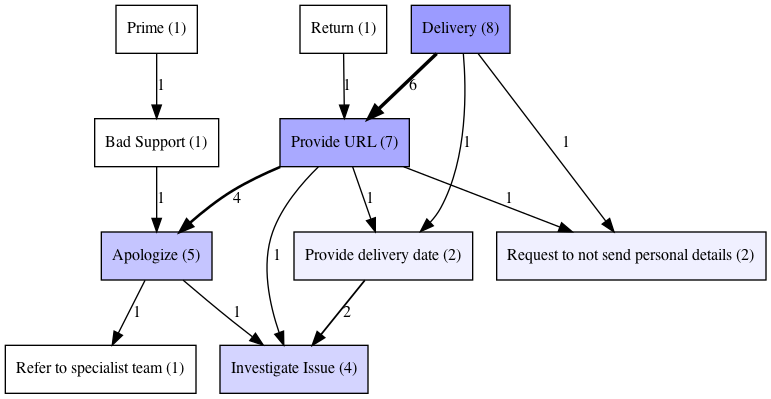 Prime (1)
Return (1)
Delivery (8)
1
1
6
Bad Support (1)
Provide URL (7)
1
1
1
4
1
1
1
Apologize (5)
Provide delivery date (2)
Request to not send personal details (2)
1
1
2
Refer to specialist team (1)
Investigate Issue (4)